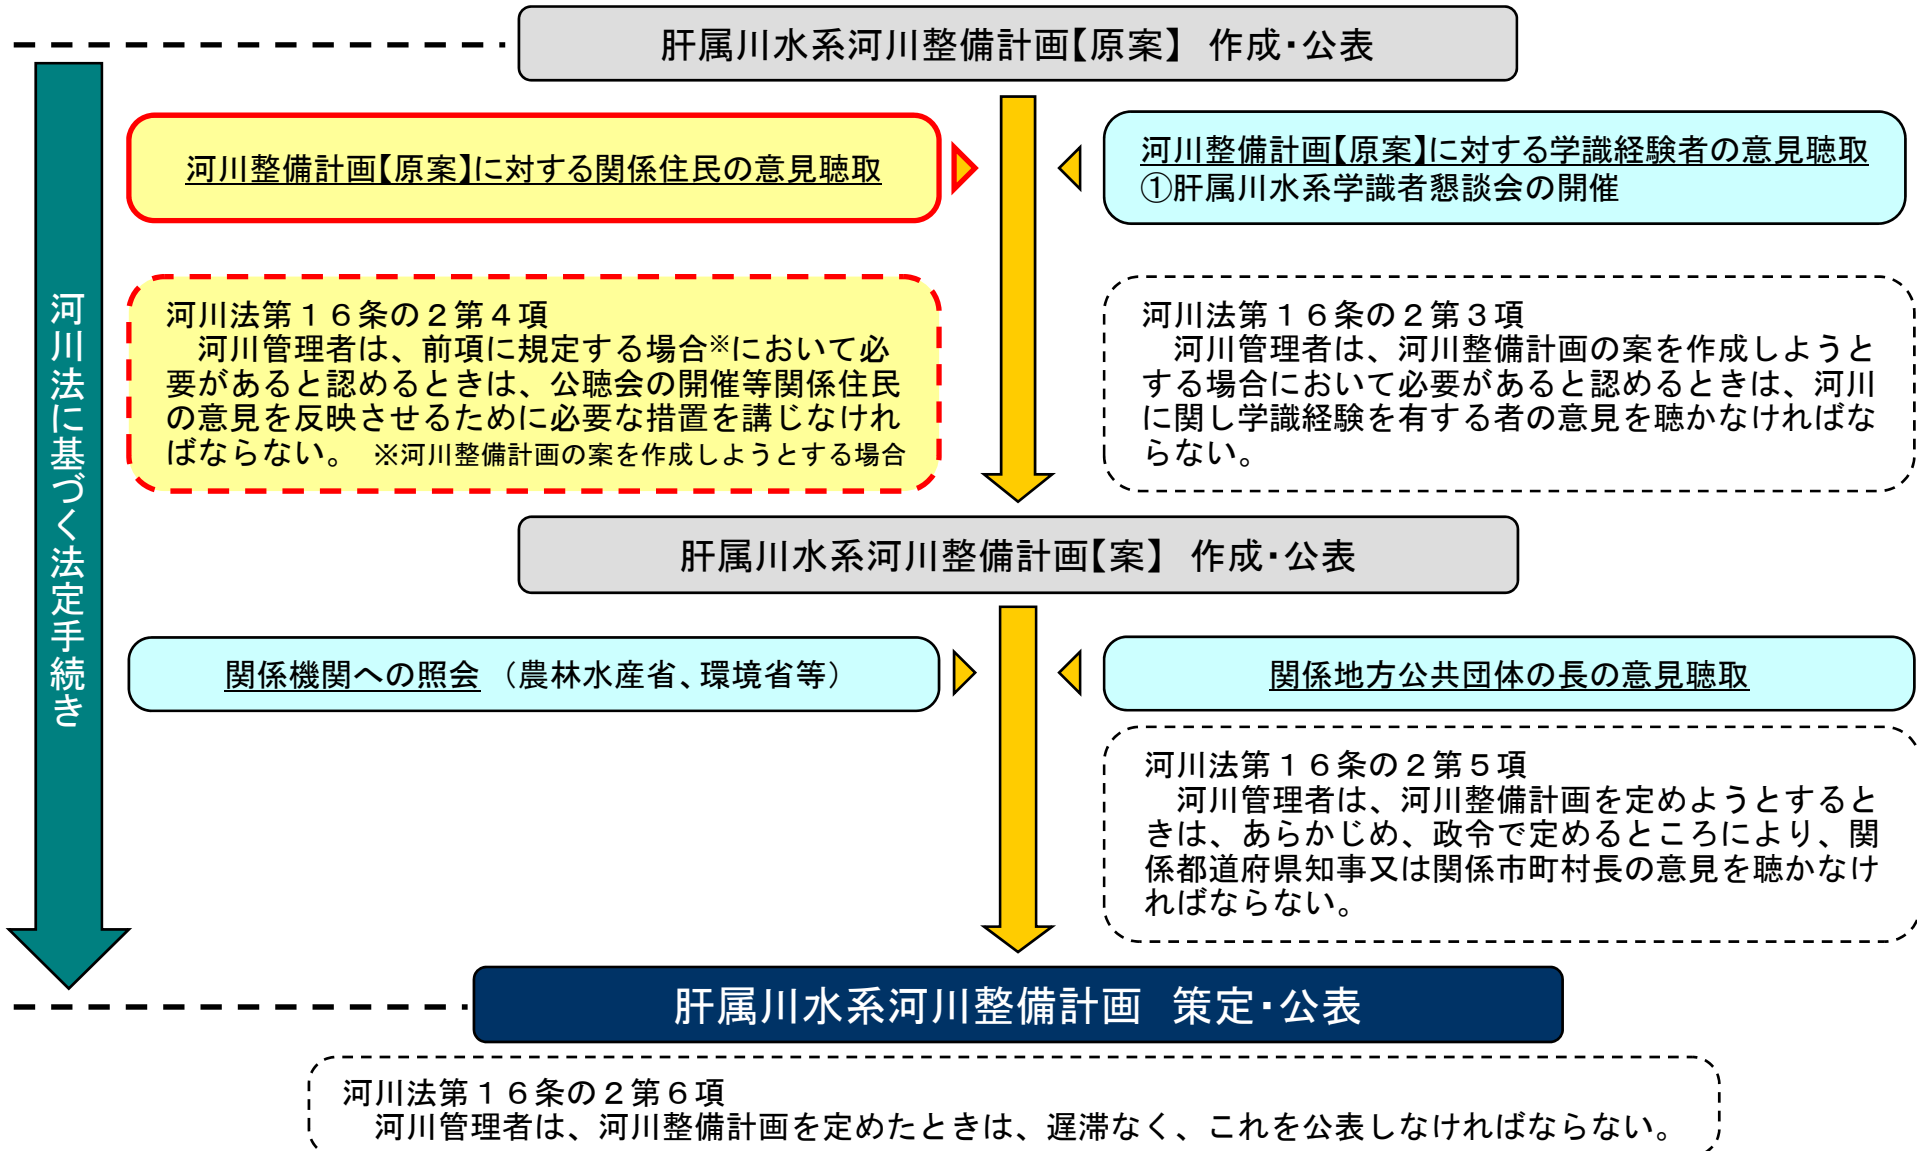 肝属川水系河川整備計画【原案】 作成・公表
河川整備計画【原案】に対する関係住民の意見聴取
河川整備計画【原案】に対する学識経験者の意見聴取
①肝属川水系学識者懇談会の開催
河川法に基づく法定手続き
河川法第１６条の２第４項
　河川管理者は、前項に規定する場合※において必
要があると認めるときは、公聴会の開催等関係住民
の意見を反映させるために必要な措置を講じなけれ
ばならない。　※河川整備計画の案を作成しようとする場合
河川法第１６条の２第３項
　河川管理者は、河川整備計画の案を作成しようと
する場合において必要があると認めるときは、河川
に関し学識経験を有する者の意見を聴かなければな
らない。
肝属川水系河川整備計画【案】 作成・公表
関係機関への照会 （農林水産省、環境省等）
関係地方公共団体の長の意見聴取
河川法第１６条の２第５項
　河川管理者は、河川整備計画を定めようとすると
きは、あらかじめ、政令で定めるところにより、関
係都道府県知事又は関係市町村長の意見を聴かなけ
ればならない。
肝属川水系河川整備計画　策定・公表
河川法第１６条の２第６項
　河川管理者は、河川整備計画を定めたときは、遅滞なく、これを公表しなければならない。